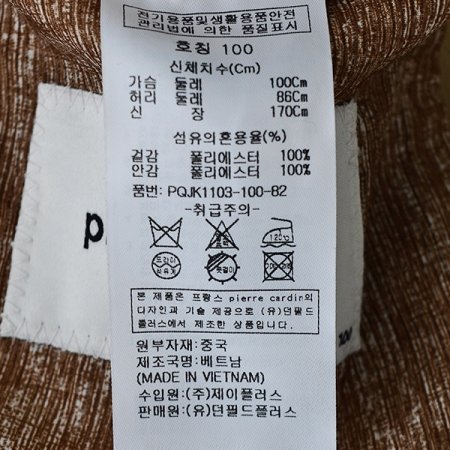 전기용품및생활용품안전
관리법에 의한 품질표시
호칭 100
신체치수(Cm)
가슴 둘레 100Cm
허리 둘레 86Cm
신 장 170Cm
섬유의혼용율(%)
겉감 폴리에스터 100%
안감 폴리에스터 100%
품번: PQJK1103-100-82
-취급주의-
120℃
드라이
옷걸이
본 제품은 프랑스 pierre cardin의
디자인과 기술 제공으로 (유)던필드
플러스에서 제조한 상품입니다.
원부자재: 중국
제조국명: 베트남
(MADE IN VIETNAM)
수입원: (주)제이플러스
판매원: (유)던필드플러스
p
100